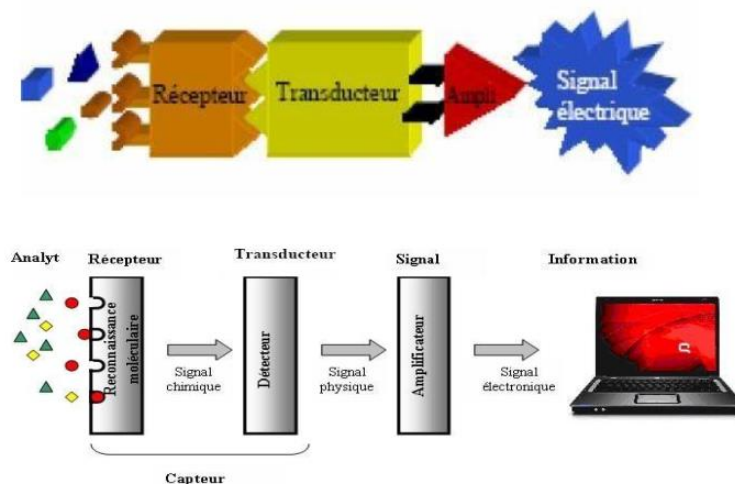 Récepteur
Transducteur
Ampli
Signal
électrique
Analyt
Récepteur
Transducteur
Signal
Information
Reconnaissance
moléculaire
Signal
chimique
Détecteur
Signal
physique
Amplificateur
Signal
électronique
Capteur